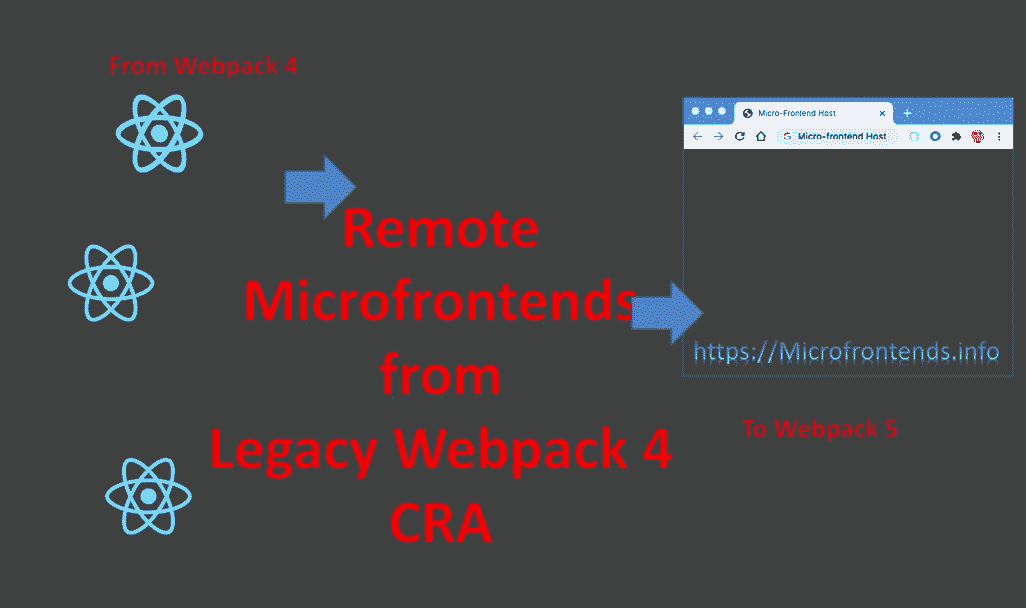 From Webpack 4
Micro-Frontend Host
Micro-frontend Host
Remote
Microfrontends
from
Legacy Webpack 4
CRA
https://Microfrontends.info
To Webpack 5